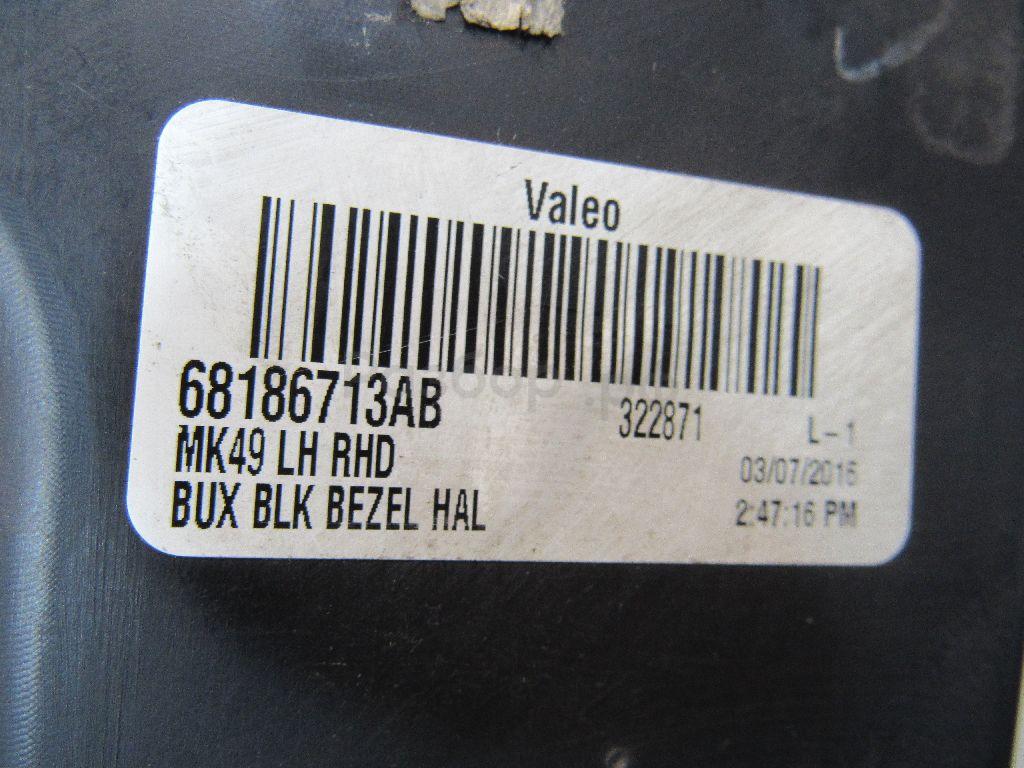 Valeo
68186713AB
322871
L-1
MK49 LH RHD
03/07/2016
BUX BLK BEZEL HAL
2:47:16 PM